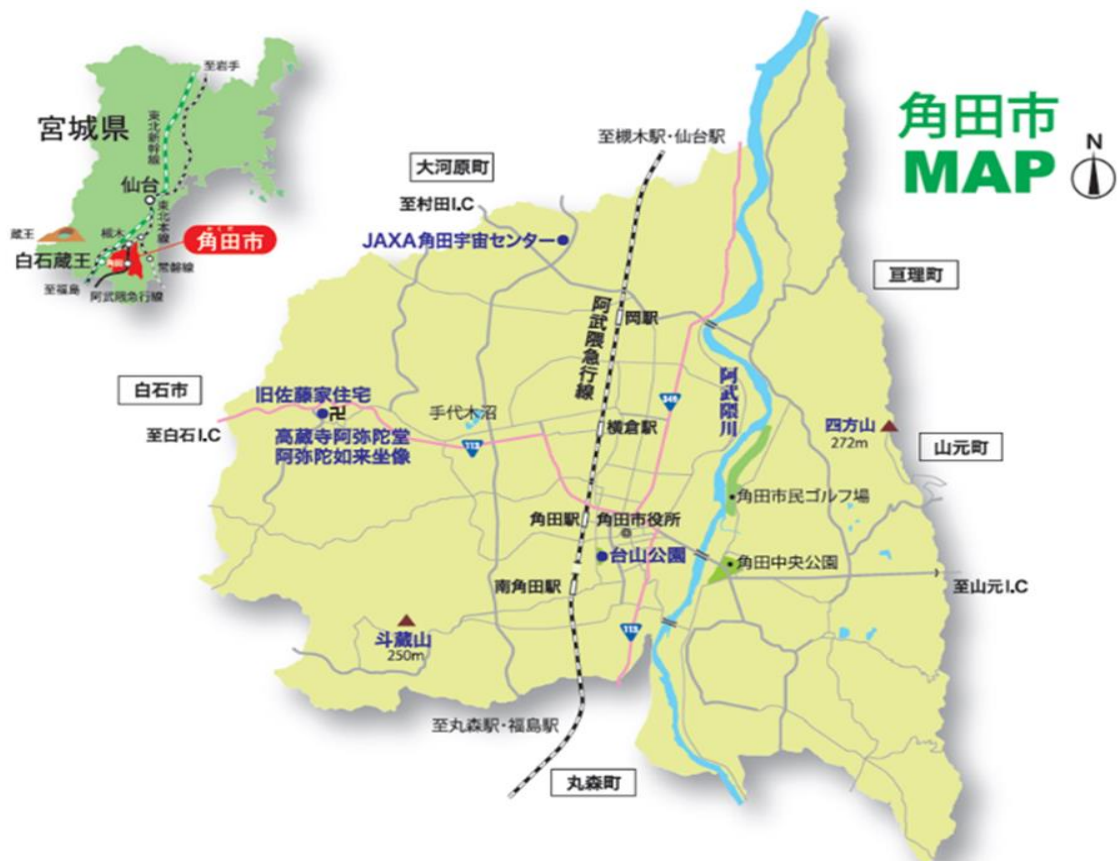 角田市
MAP
N
宮城県
至岩手
東北新幹線
仙台
東北本線
蔵王
槻木
かくだ
角田市
白石蔵王
角田
常磐線
至福島
阿武隈急行線
至槻木駅・仙台駅
大河原町
至村田I.C
JAXA角田宇宙センター
亘理町
阿武隈急行線
岡駅
白石市
旧佐藤家住宅
卍
至白石I.C
高蔵寺阿弥陀堂
阿弥陀如来坐像
手代木沼
113
349
横倉駅
阿武隈川
四方山
272m
山元町
角田市民ゴルフ場
角田駅
角田市役所
台山公園
角田中央公園
南角田駅
至山元I.C
斗蔵山
250m
113
至丸森駅・福島駅
丸森町